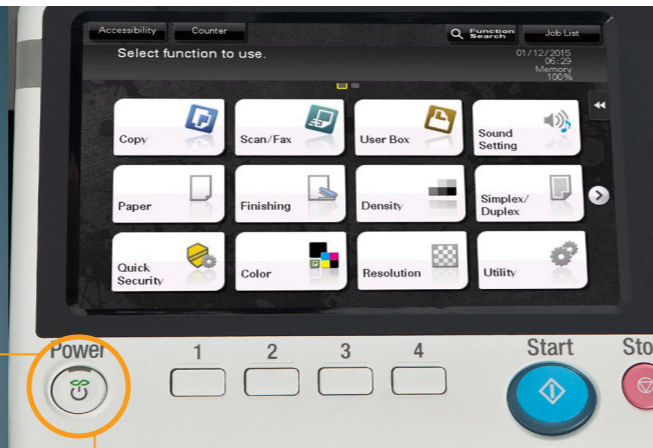 Accessibility Counter Function Search Job List
Select function to use.
01/12/2015
06:29
Memory
100%
Copy Scan/Fax User Box Sound Setting
Paper Finishing Density Simplex/ Duplex
Quick Security Color Resolution Utility
Power 1 2 3 4 Start Sto